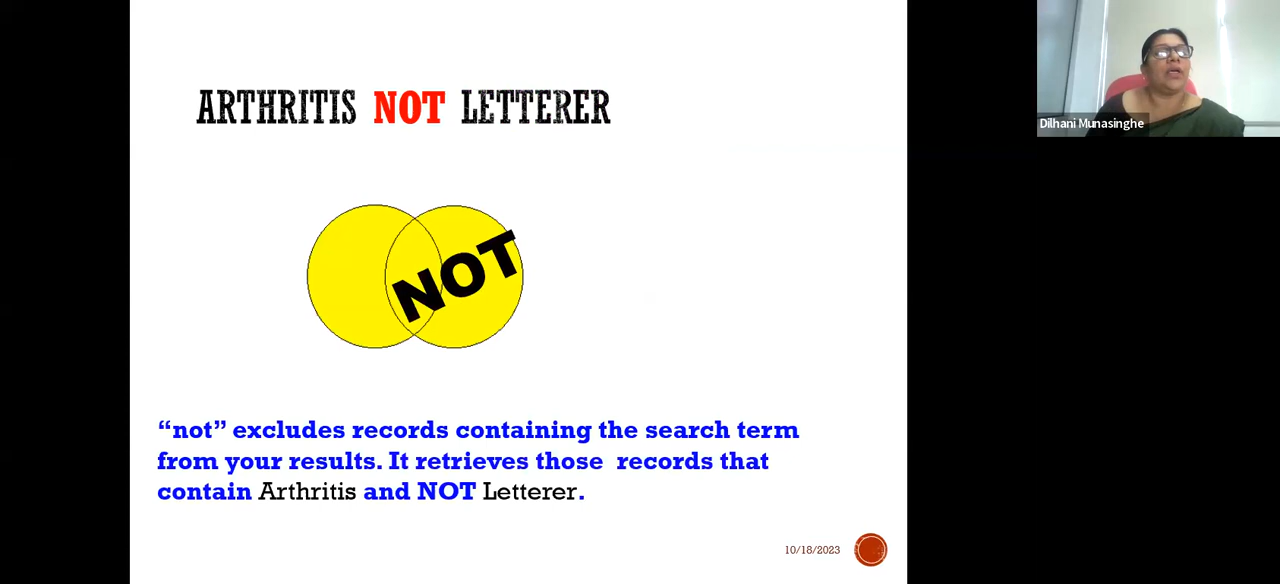 ARTHRITIS NOT LETTERER
NOT
“not” excludes records containing the search term
from your results. It retrieves those records that
contain Arthritis and NOT Letterer.
10/18/2023
Dilhani Munasinghe